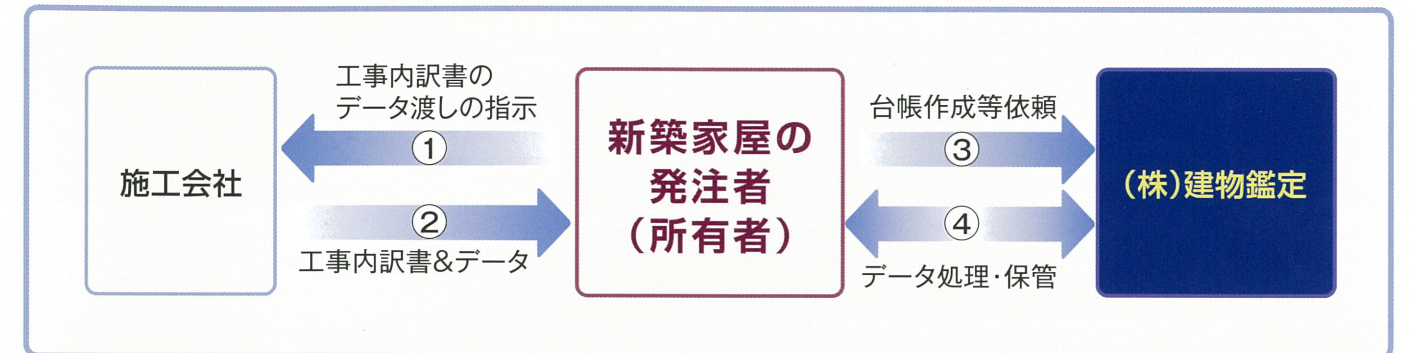 工事内訳書の
データ渡しの指示
①
施工会社
②
工事内訳書&データ
新築家屋の
発注者
（所有者）
台帳作成等依頼
③
④
データ処理・保管
（株）建物鑑定